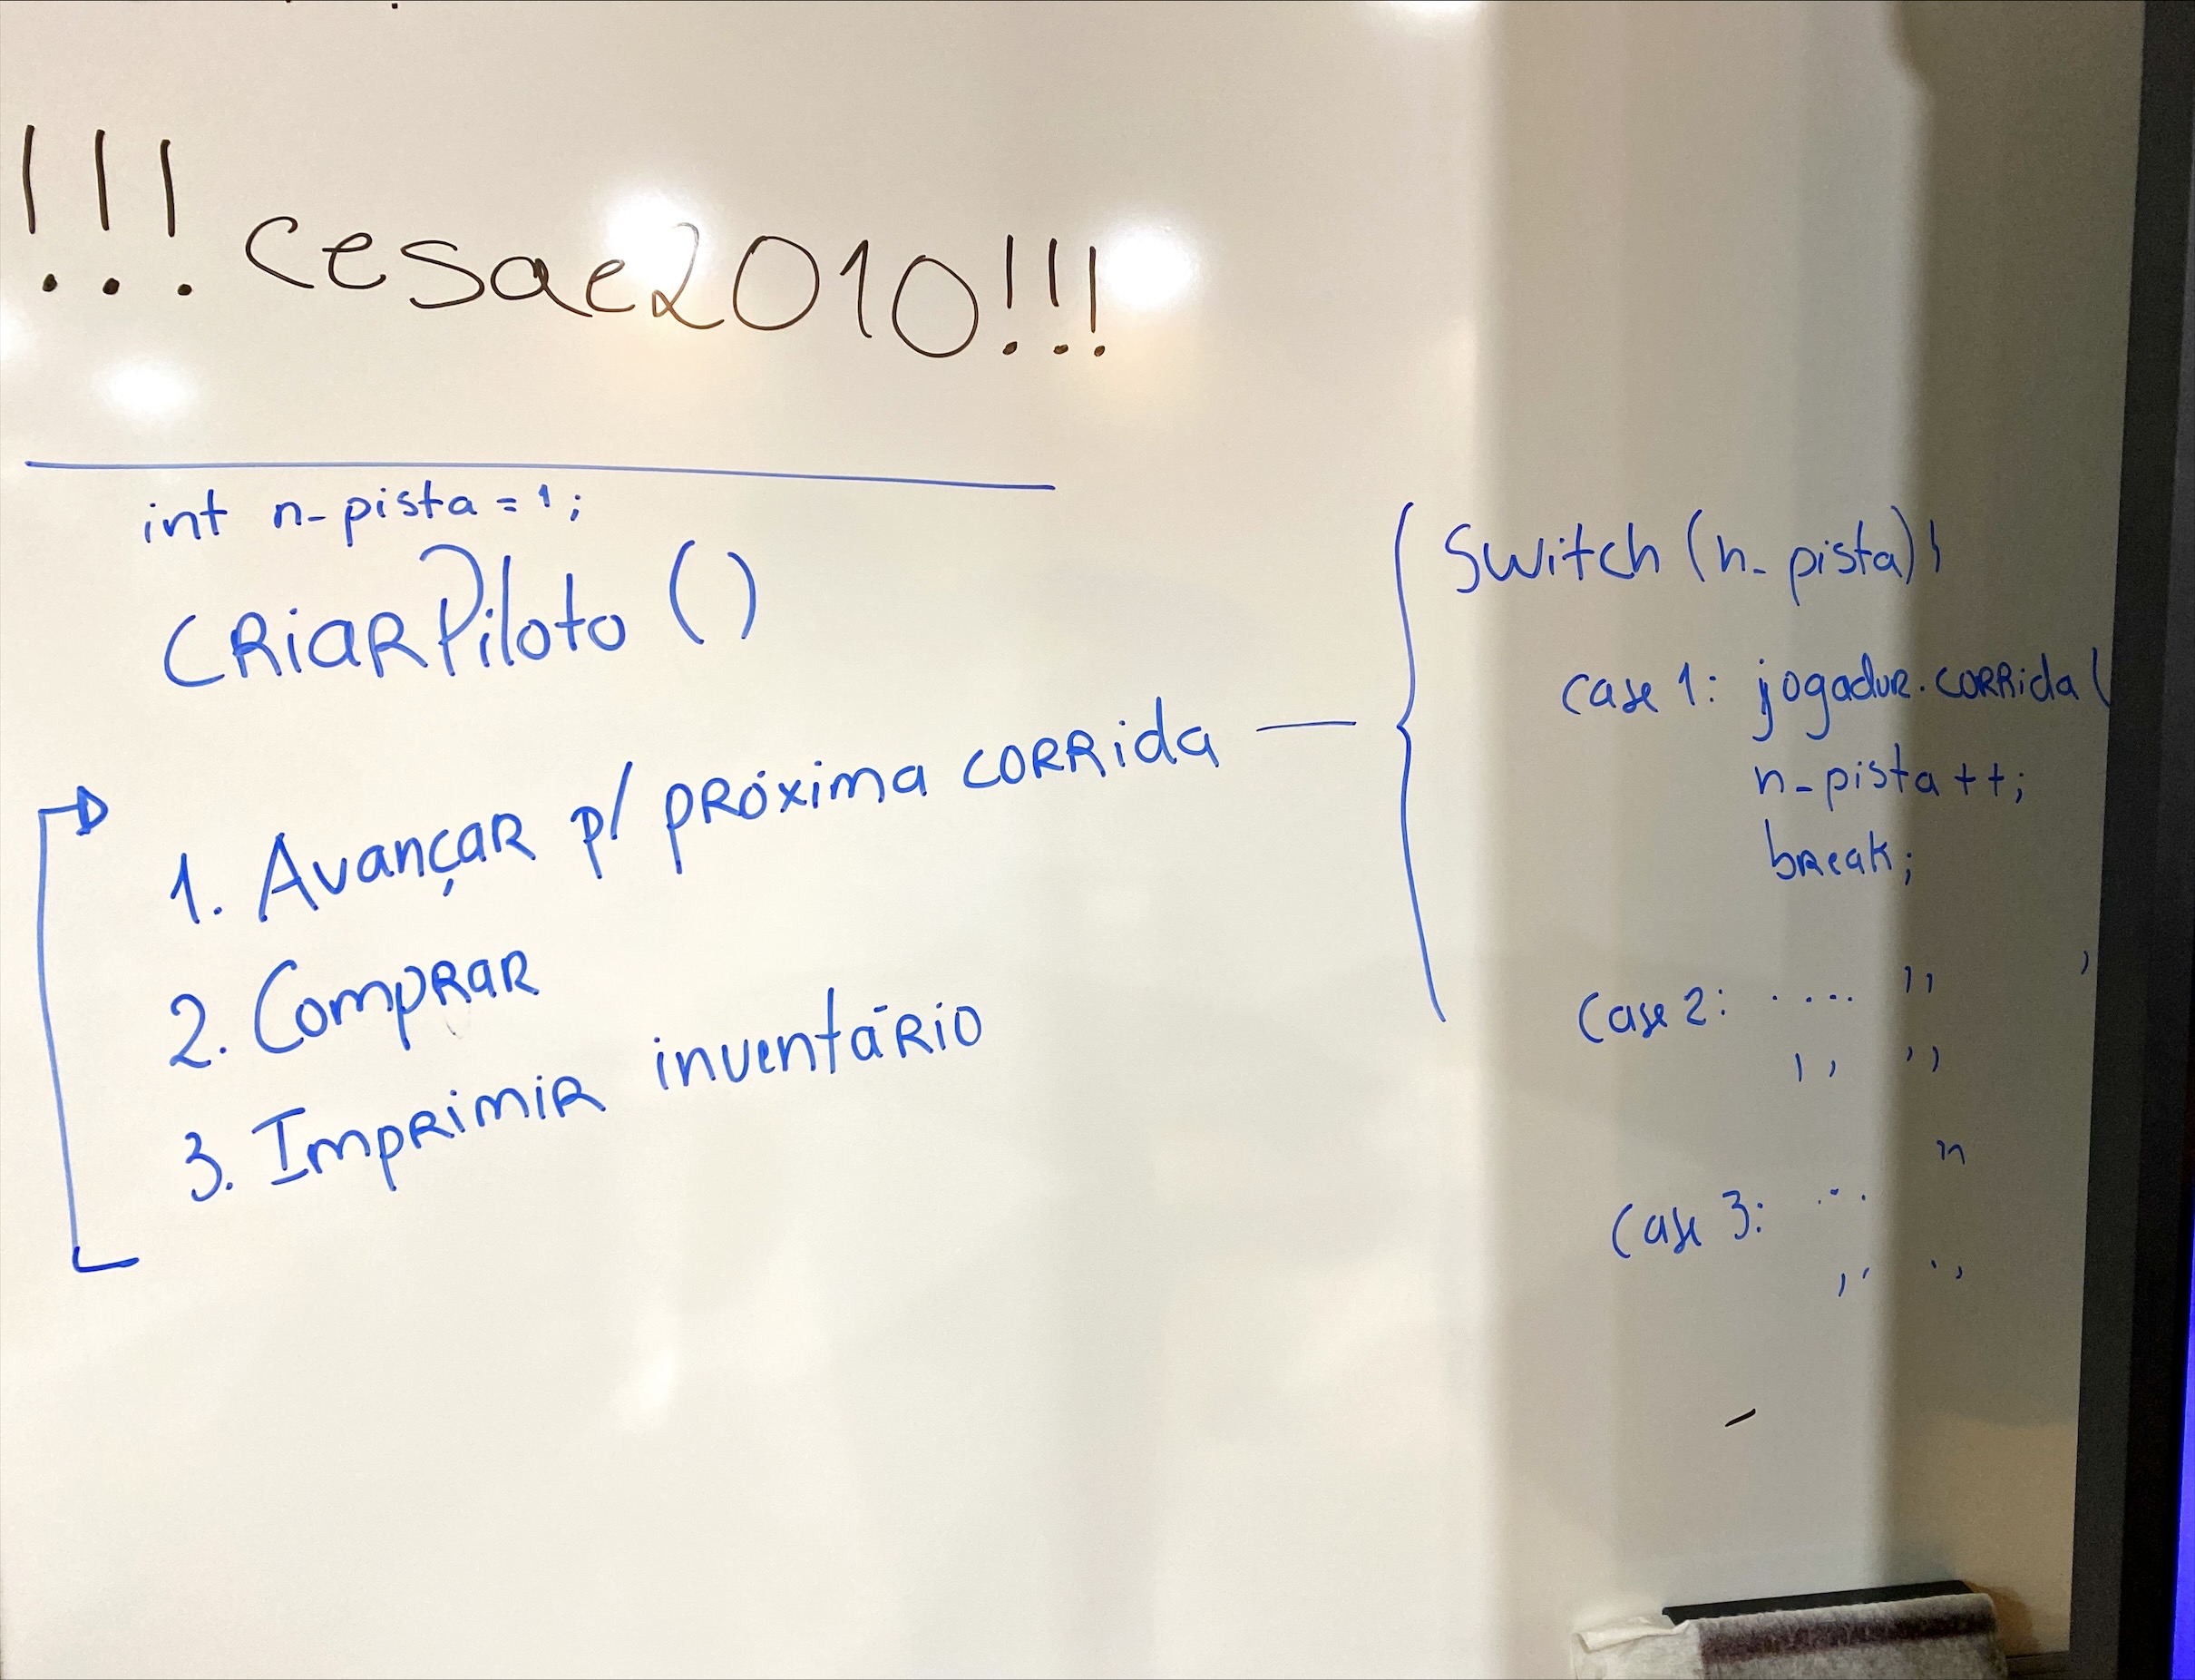 !!! cesae2010!!!
int n_pista = 1;
CRiaRPiloto ()
1. AvançaR p/ pRóxima coRRida
2. CompRaR
3. ImpRimiR inventáRio
Switch (n_pista) {
case 1: jogadoR.coRRida (
n_pista ++;
bReak;
Case 2: .... ,,
,, ,,
,,
Case 3: ...
,, ,,